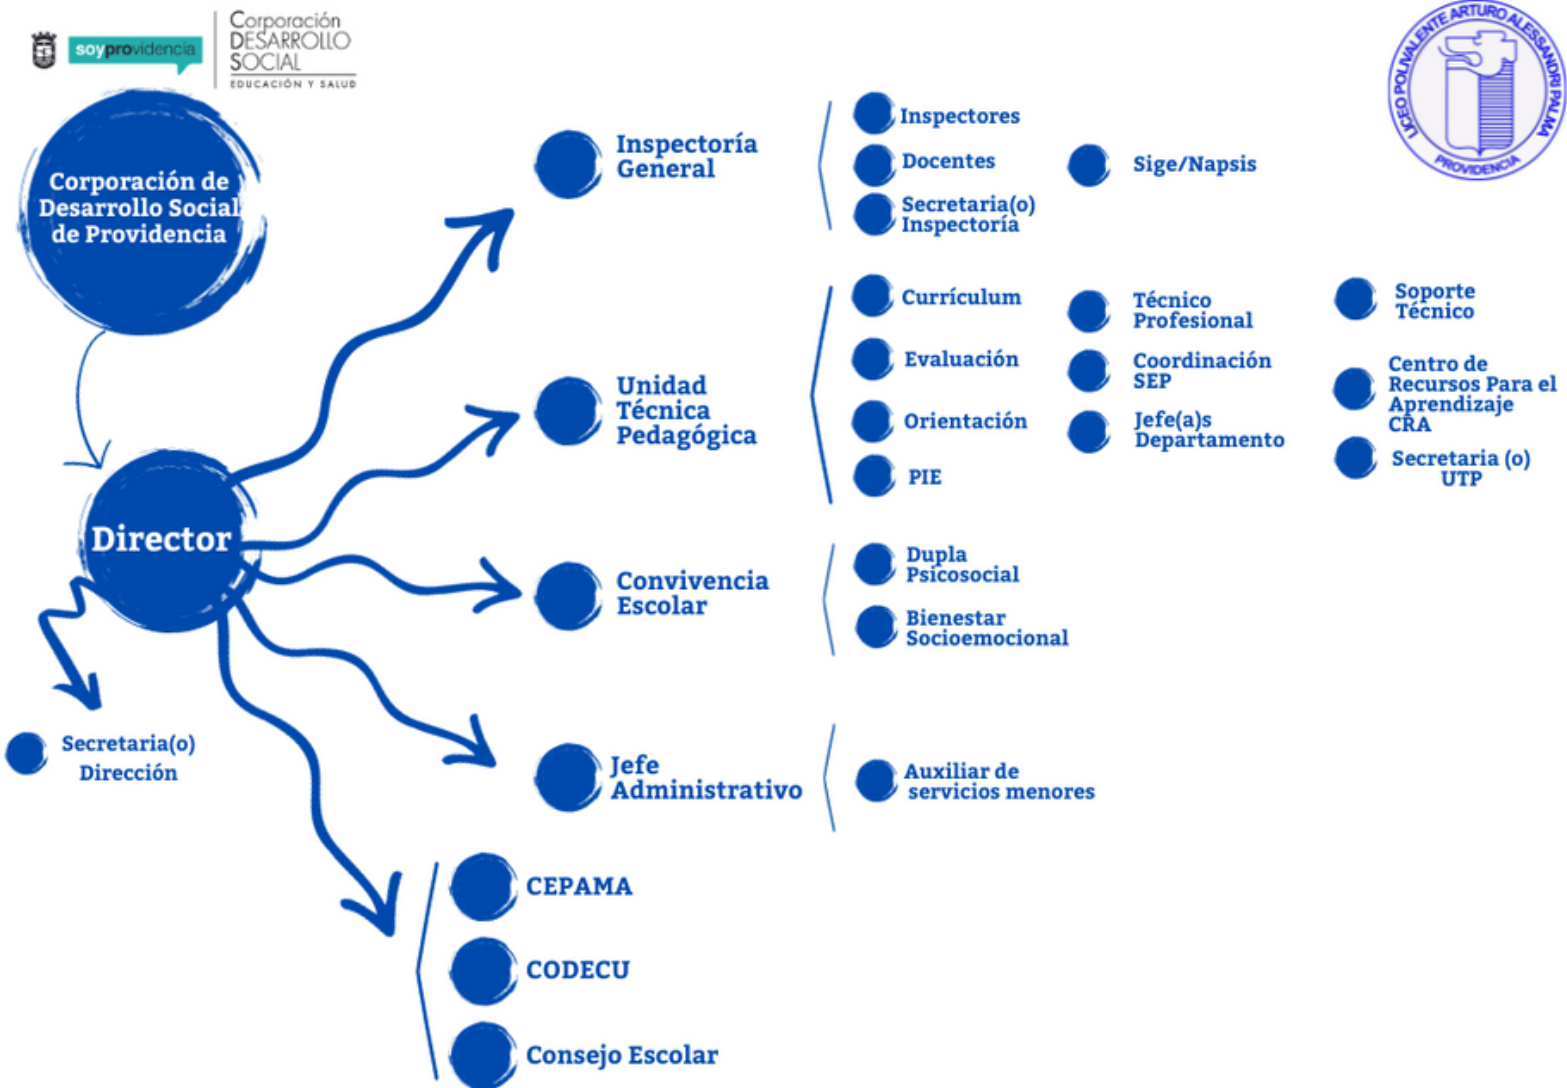 soyprovidencia
Corporación
DESARROLLO
SOCIAL
EDUCACIÓN Y SALUD
LICEO POLIVALENTE ARTURO ALESSANDRI PALMA
PROVIDENCIA
Corporación de
Desarrollo Social
de Providencia
Director
Secretaria(o)
Dirección
Inspectoría
General
Inspectores
Docentes
Secretaria(o)
Inspectoría
Sige/Napsis
Unidad
Técnica
Pedagógica
Currículum
Evaluación
Orientación
PIE
Técnico
Profesional
Coordinación
SEP
Jefe(a)s
Departamento
Soporte
Técnico
Centro de
Recursos Para el
Aprendizaje
CRA
Secretaria (o)
UTP
Convivencia
Escolar
Dupla
Psicosocial
Bienestar
Socioemocional
Jefe
Administrativo
Auxiliar de
servicios menores
CEPAMA
CODECU
Consejo Escolar